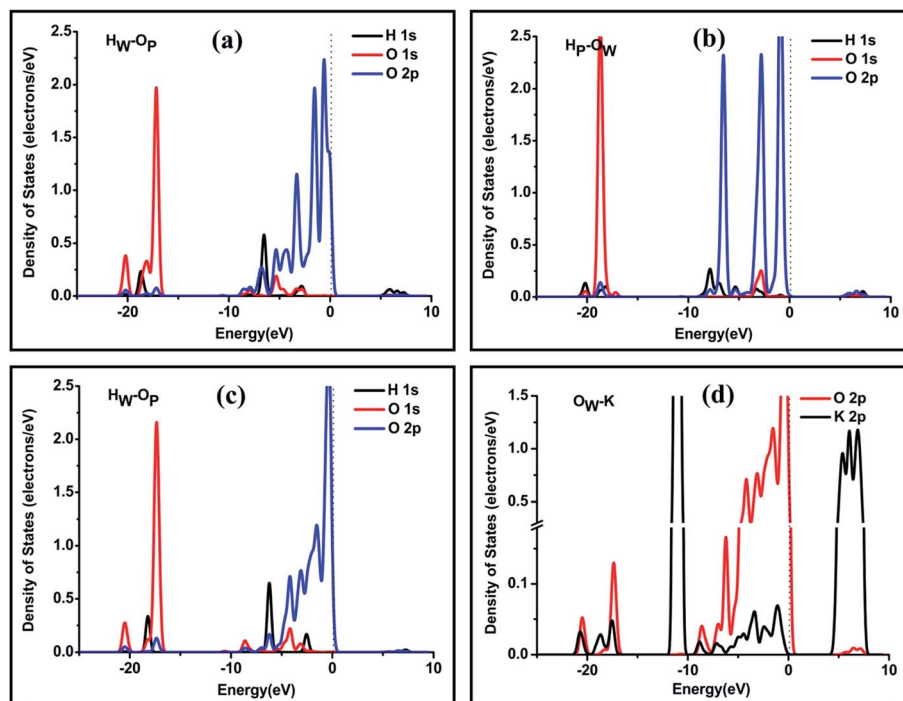 (a)
H_W-O_P
H 1s
O 1s
O 2p
Density of States (electrons/eV)
2.5
2.0
1.5
1.0
0.5
0.0
-20
-10
0
10
Energy(eV)
(b)
H_P-O_W
H 1s
O 1s
O 2p
Density of States (electrons/eV)
2.5
2.0
1.5
1.0
0.5
0.0
-20
-10
0
10
Energy(eV)
(c)
H_W-O_P
H 1s
O 1s
O 2p
Density of States (electrons/eV)
2.5
2.0
1.5
1.0
0.5
0.0
-20
-10
0
10
Energy(eV)
(d)
O_W-K
O 2p
K 2p
Density of States (electrons/eV)
1.0
0.5
0.1
0.0
-20
-10
0
10
Energy(eV)